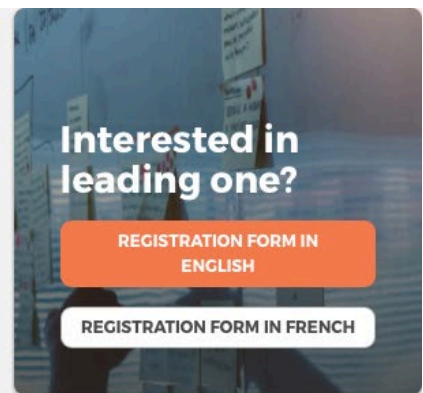 Interested in
leading one?
REGISTRATION FORM IN
ENGLISH
REGISTRATION FORM IN FRENCH